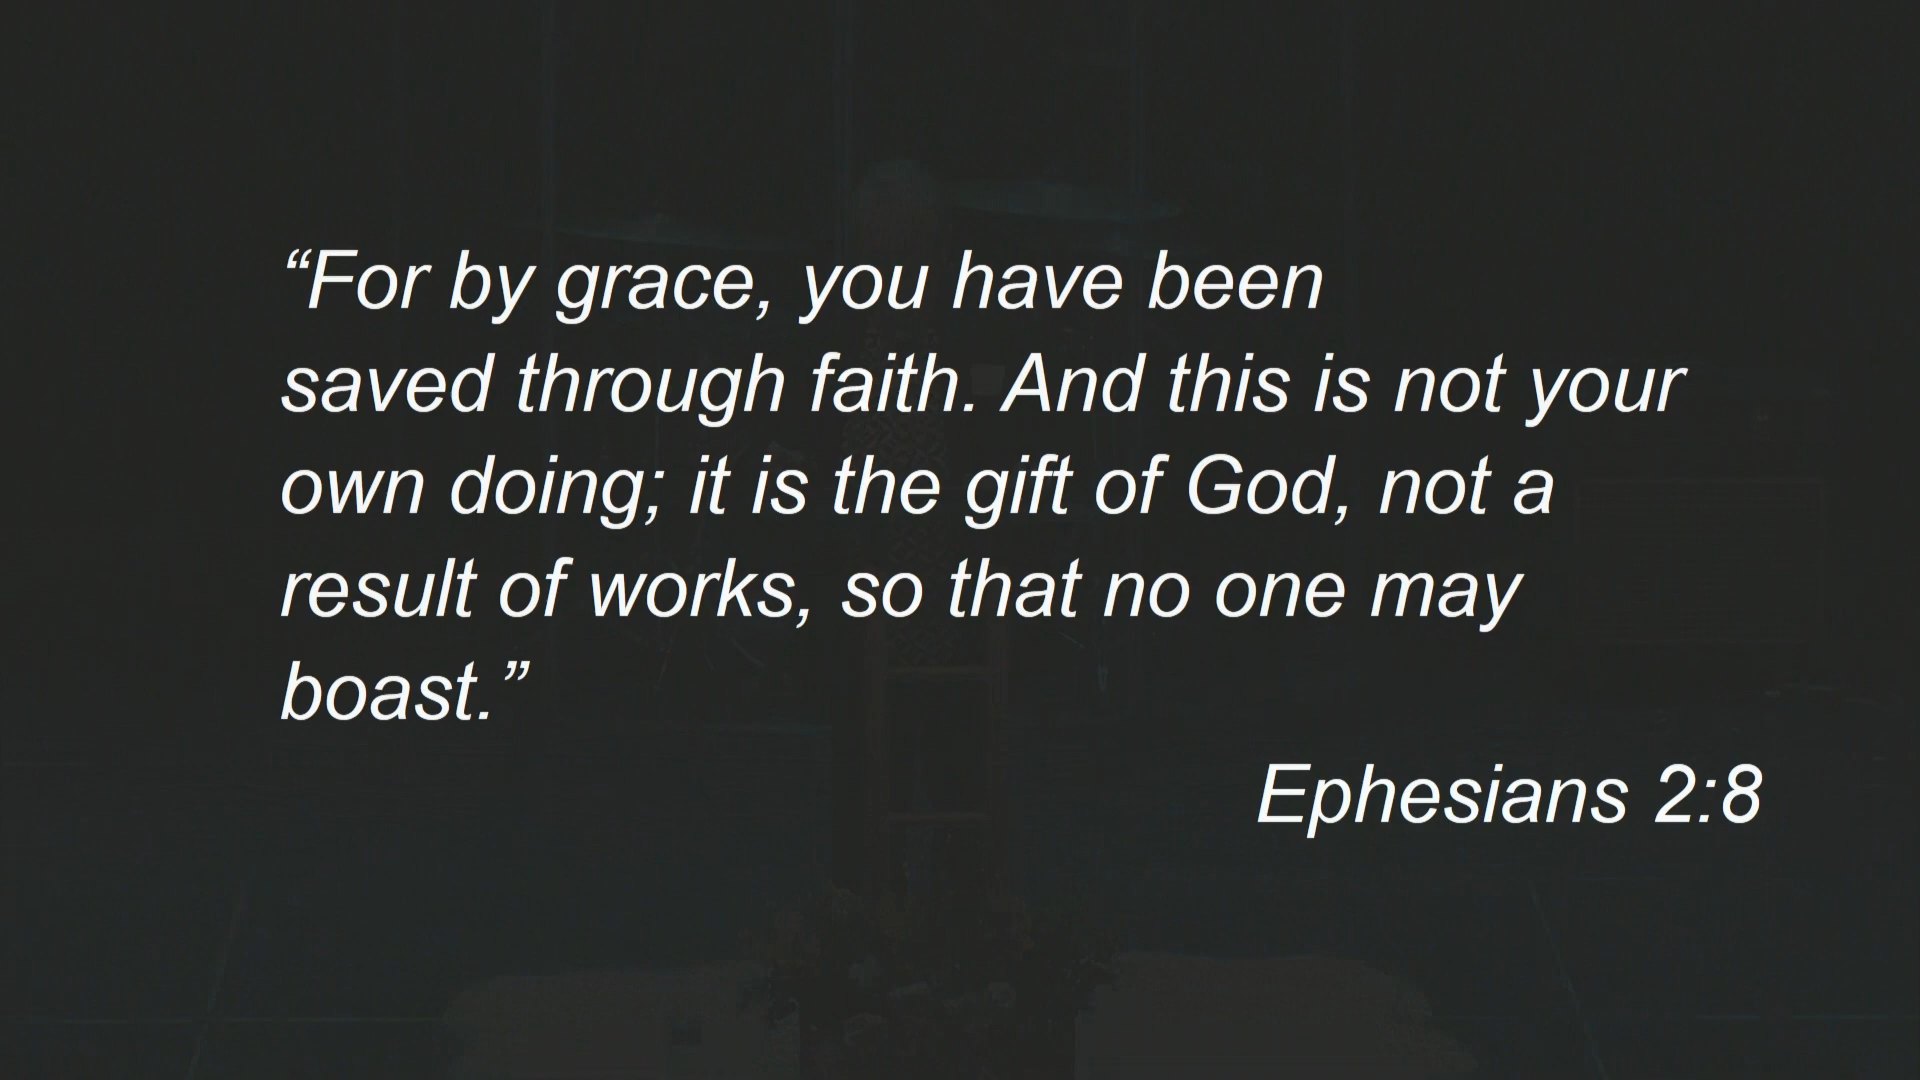 “For by grace, you have been
saved through faith. And this is not your
own doing; it is the gift of God, not a
result of works, so that no one may
boast.”
Ephesians 2:8